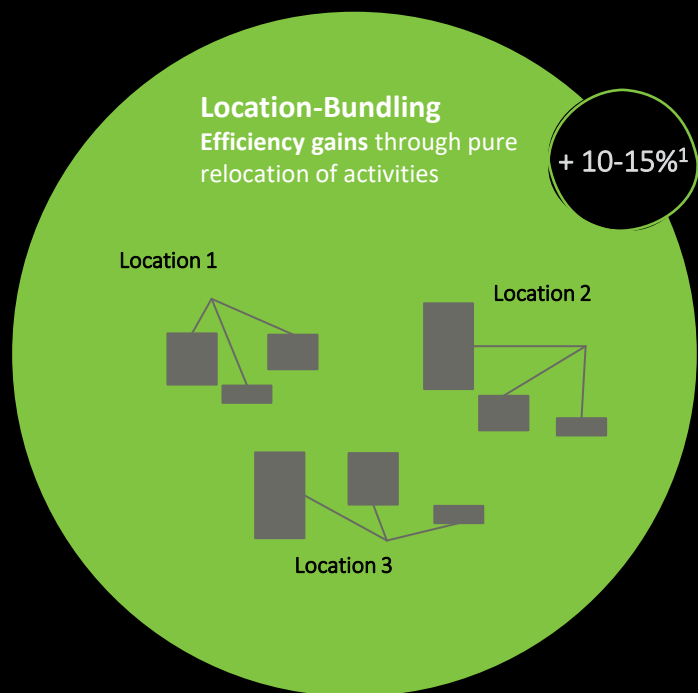 Location-Bundling
Efficiency gains through pure
relocation of activities
+ 10-15%¹
Location 1
Location 2
Location 3